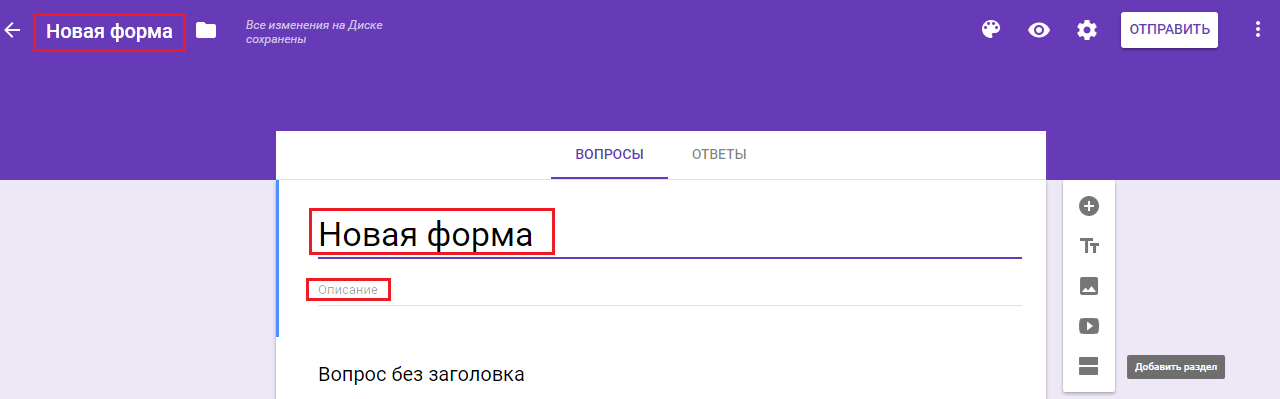 Новая форма
Все изменения на Диске
сохранены
ОТПРАВИТЬ
ВОПРОСЫ ОТВЕТЫ
Новая форма
Описание
Вопрос без заголовка
Добавить раздел